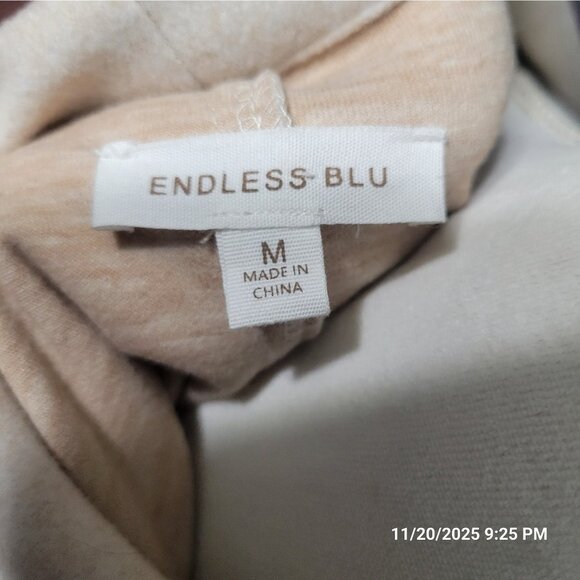 ENDLESS BLU
M
MADE IN
CHINA
11/20/2025 9:25 PM